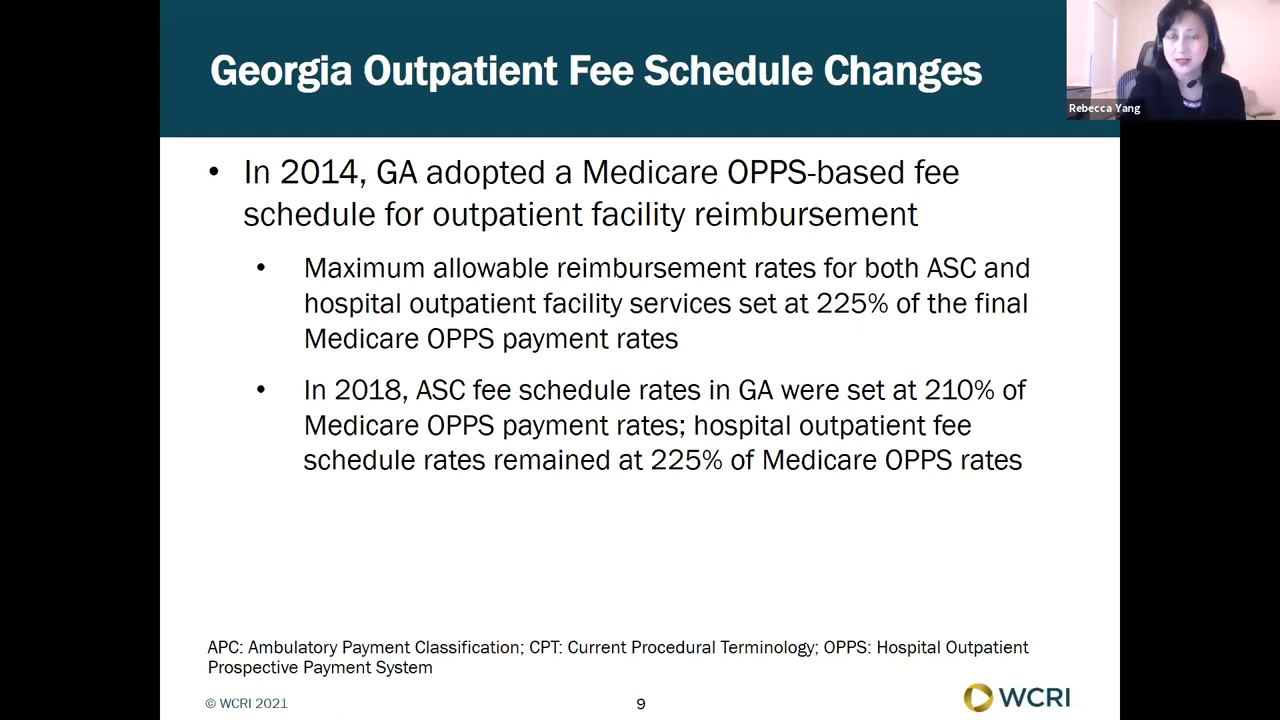 Georgia Outpatient Fee Schedule Changes
Rebecca Yang
• In 2014, GA adopted a Medicare OPPS-based fee
schedule for outpatient facility reimbursement
• Maximum allowable reimbursement rates for both ASC and
hospital outpatient facility services set at 225% of the final
Medicare OPPS payment rates
• In 2018, ASC fee schedule rates in GA were set at 210% of
Medicare OPPS payment rates; hospital outpatient fee
schedule rates remained at 225% of Medicare OPPS rates
APC: Ambulatory Payment Classification; CPT: Current Procedural Terminology; OPPS: Hospital Outpatient
Prospective Payment System
© WCRI 2021
9
WCRI